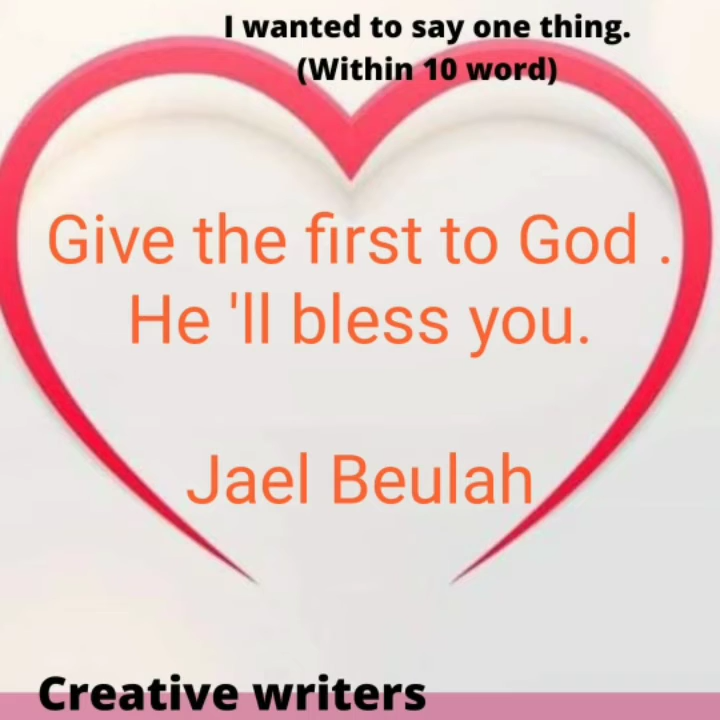 I wanted to say one thing.
(Within 10 word)
Give the first to God .
He 'll bless you.
Jael Beulah
Creative writers